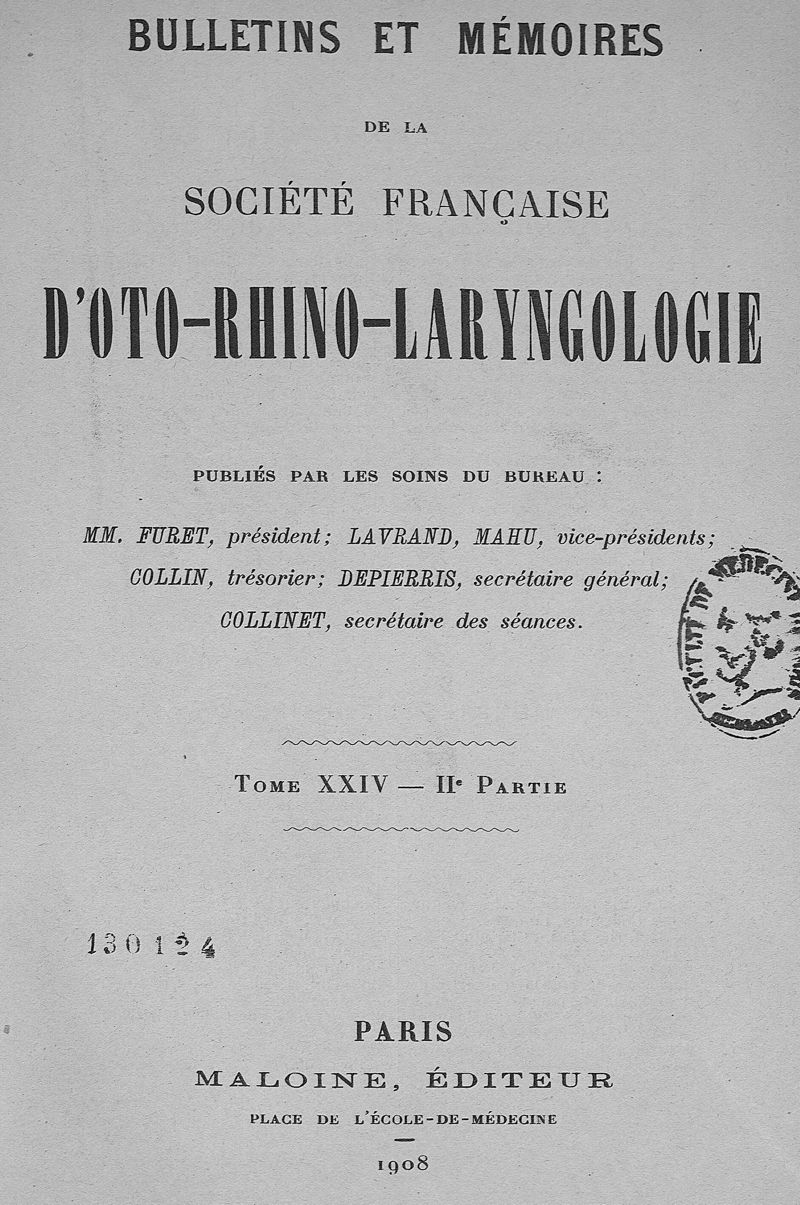 BULLETINS ET MÉMOIRES
DE LA
SOCIÉTÉ FRANÇAISE
D'OTO-RHINO-LARYNGOLOGIE
PUBLIÉS PAR LES SOINS DU BUREAU :
MM. FURET, président; LAVRAND, MAHU, vice-présidents;
COLLIN, trésorier; DEPIERRIS, secrétaire général;
COLLINET, secrétaire des séances.
DE MEDECINE
TOME XXIV — IIe PARTIE
130124
PARIS
MALOINE, ÉDITEUR
PLACE DE L'ÉCOLE-DE-MÉDECINE
1908